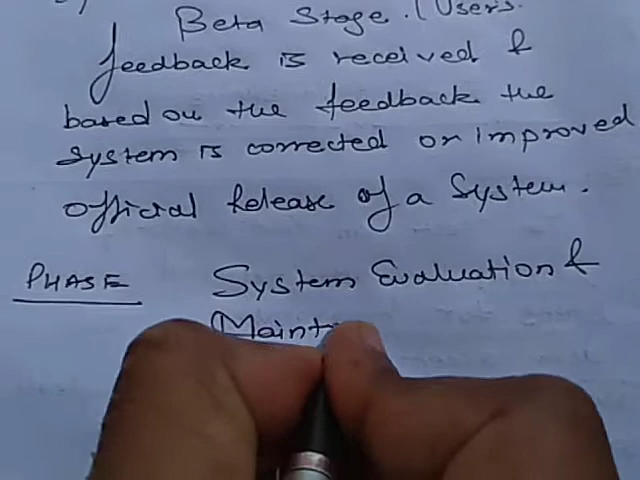 Beta Stage. (Users.
feedback is received &
based on the feedback the
System is corrected or improved
official Release of a System.
PHASE System Evaluation &
Maint